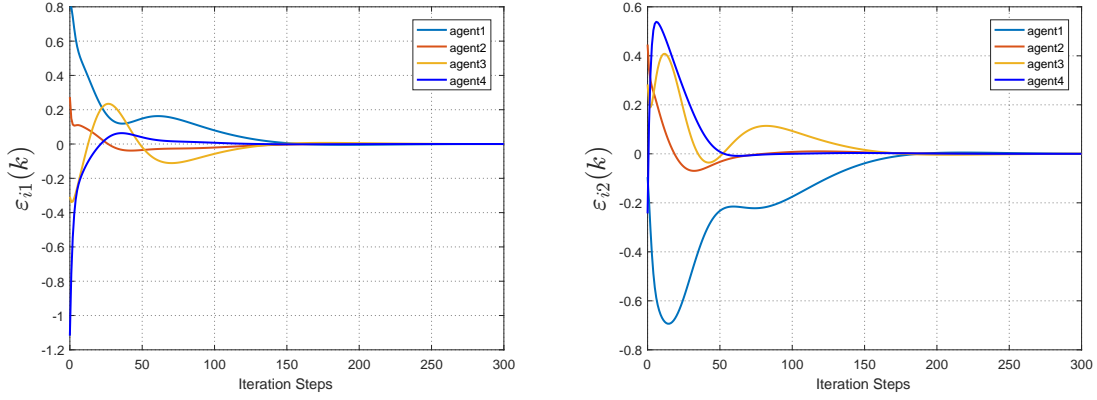 0.8
0.6
0.4
0.2
0
-0.2
-0.4
-0.6
-0.8
-1
-1.2
εi1(k)
0 50 100 150 200 250 300
Iteration Steps
agent1
agent2
agent3
agent4
0.6
0.4
0.2
0
-0.2
-0.4
-0.6
-0.8
εi2(k)
0 50 100 150 200 250 300
Iteration Steps
agent1
agent2
agent3
agent4